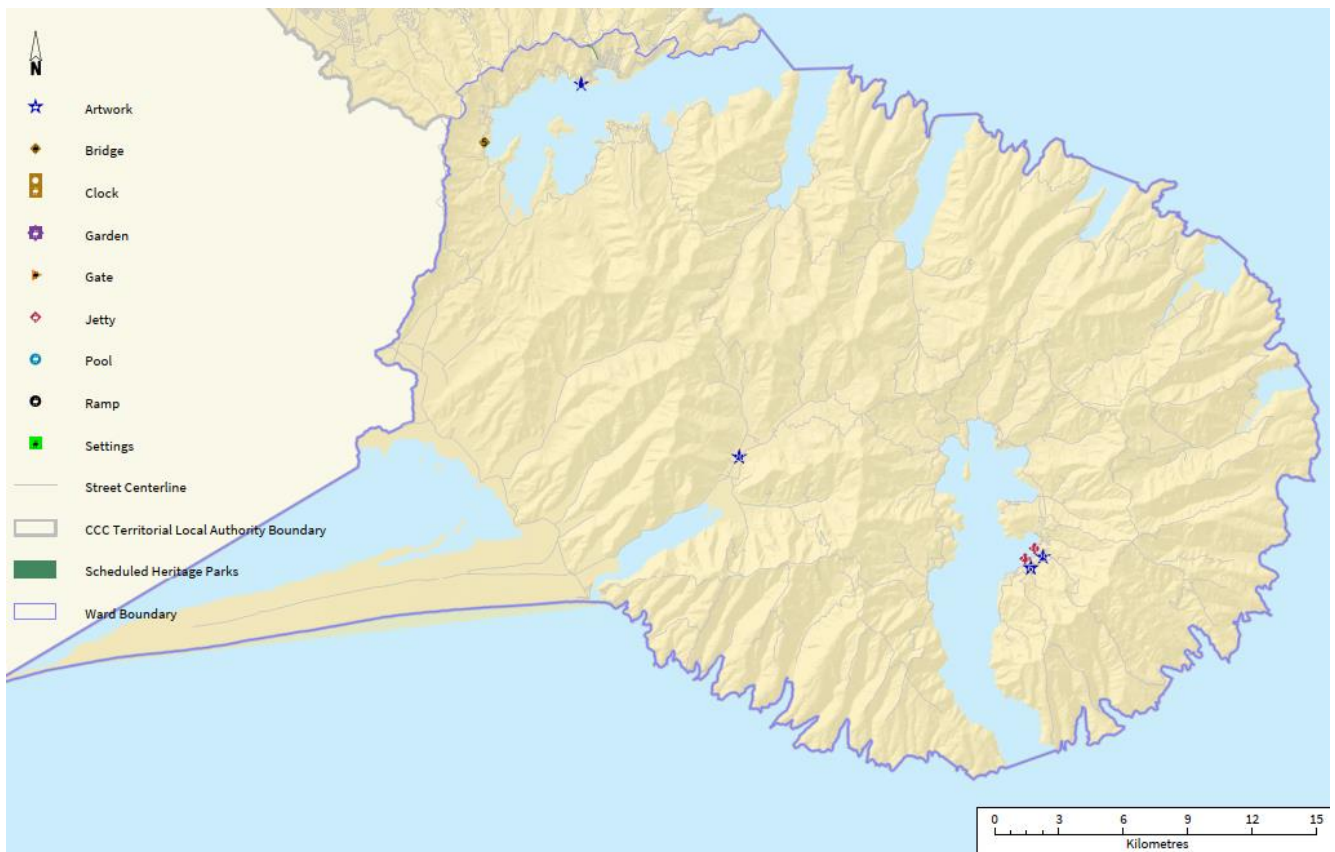 N
Artwork
Bridge
Clock
Garden
Gate
Jetty
Pool
Ramp
Settings
Street Centerline
CCC Territorial Local Authority Boundary
Scheduled Heritage Parks
Ward Boundary
0 3 6 9 12 15
Kilometres